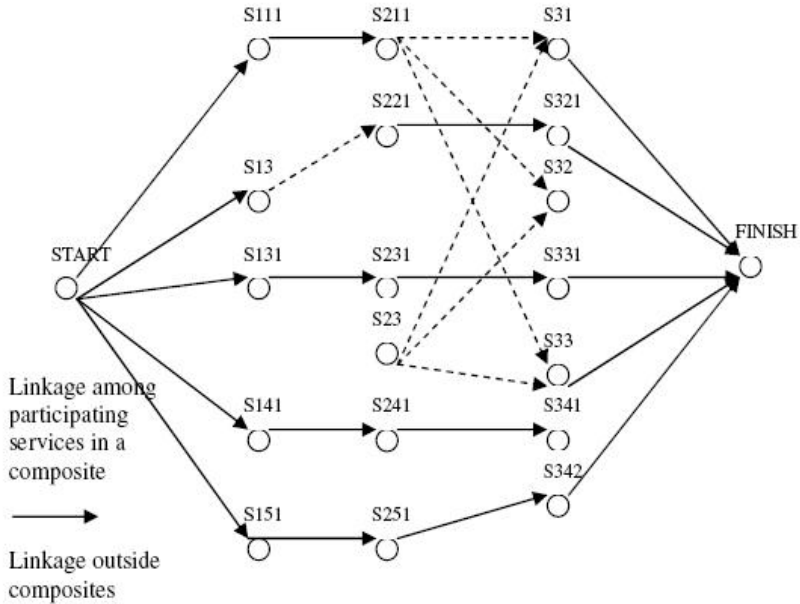 S111 S211 S31
S221 S321
S13 S32
START FINISH
S131 S231 S331
S23 S33
Linkage among
participating
services in a
composite
S141 S241 S341
S342
S151 S251
Linkage outside
composites